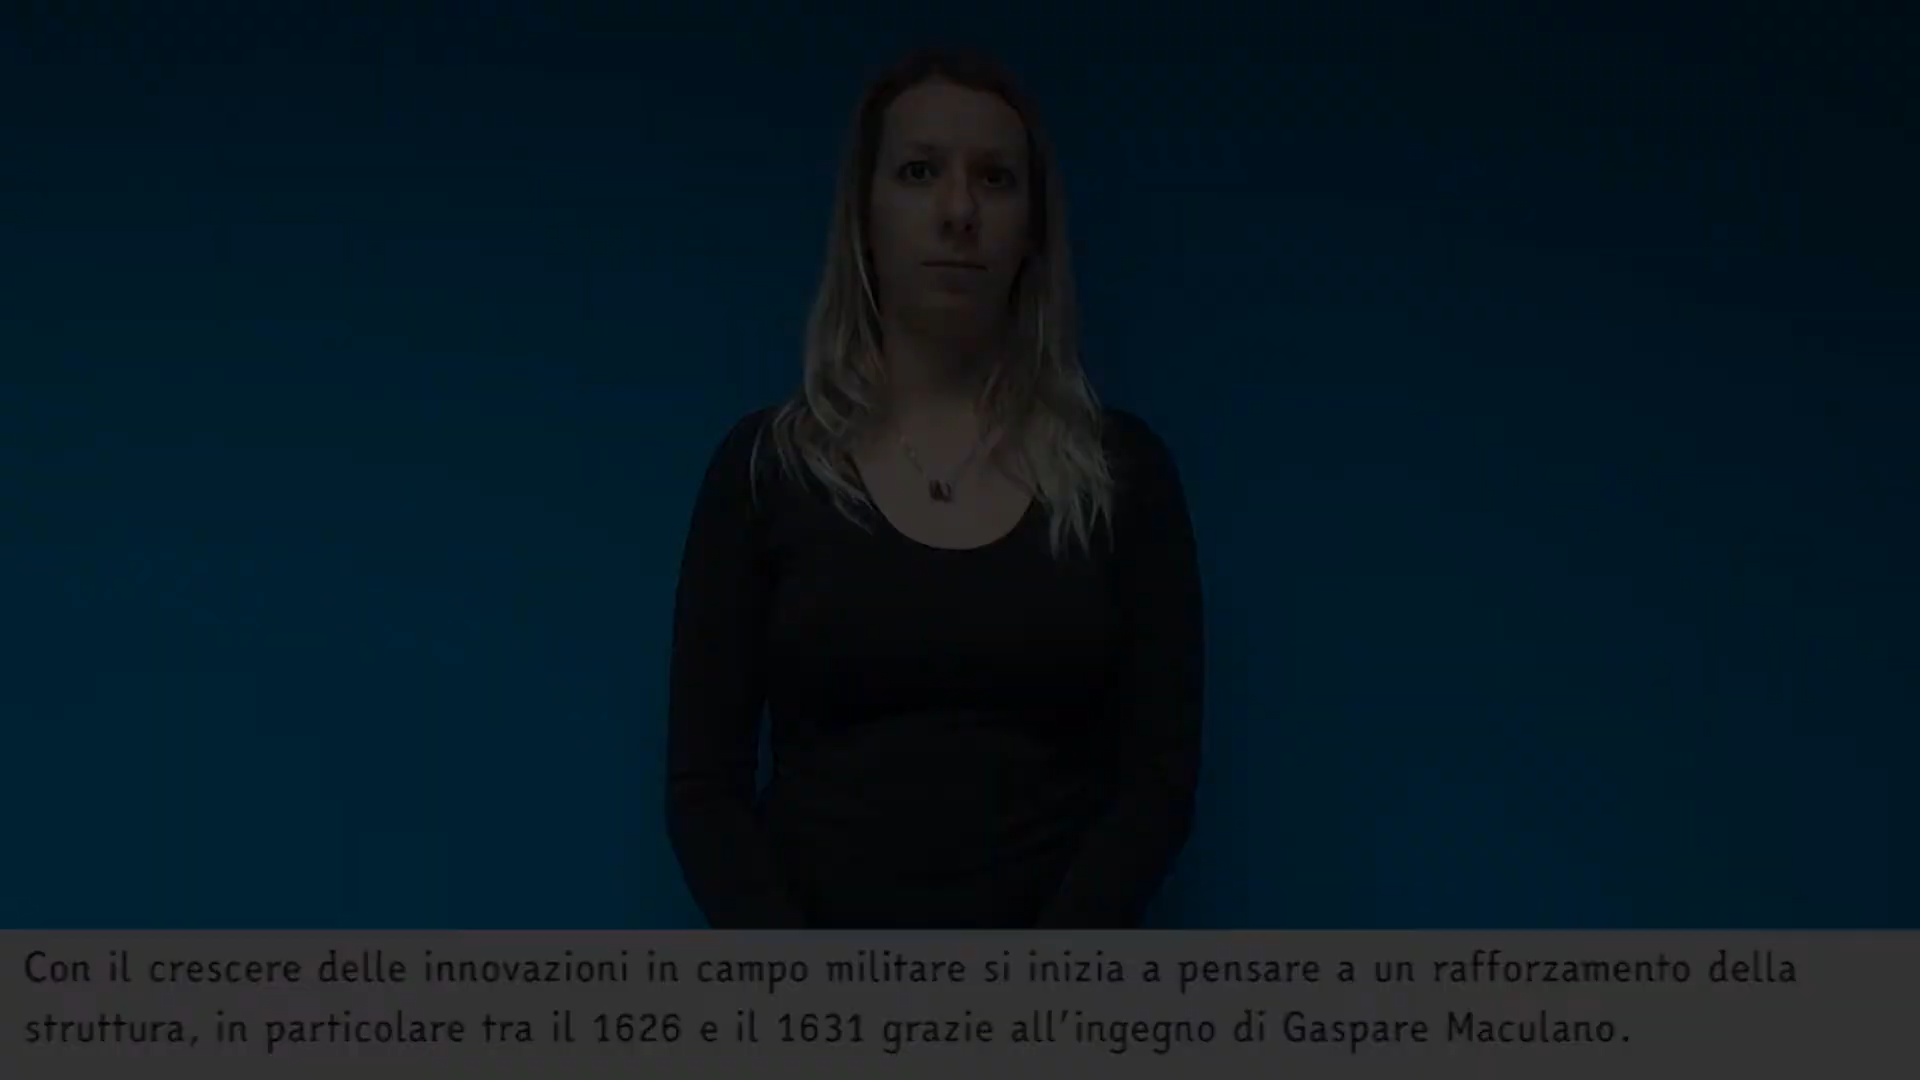 Con il crescere delle innovazioni in campo militare si inizia a pensare a un rafforzamento della
struttura, in particolare tra il 1626 e il 1631 grazie all'ingegno di Gaspare Maculano.